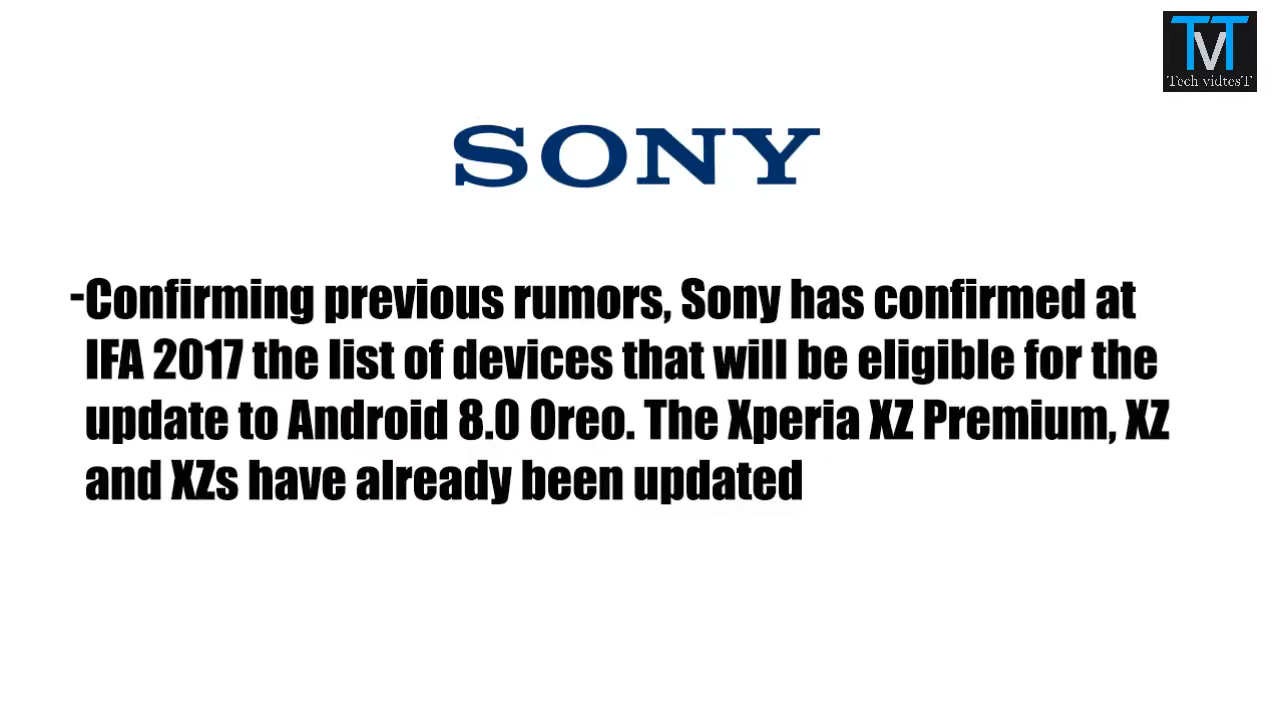 TVT
Tech vidtesT
SONY
-Confirming previous rumors, Sony has confirmed at
IFA 2017 the list of devices that will be eligible for the
update to Android 8.0 Oreo. The Xperia XZ Premium, XZ
and XZs have already been updated